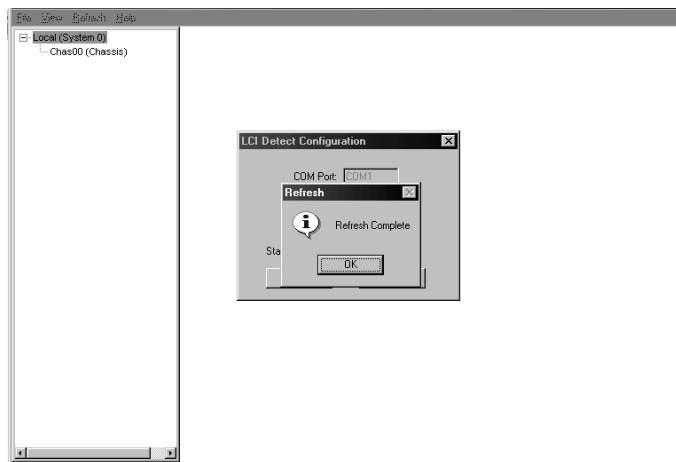 File View Refresh Help
Local (System 0)
Chas00 (Chassis)
LCI Detect Configuration
COM Port: COM1
Refresh
Refresh Complete
Sta
OK